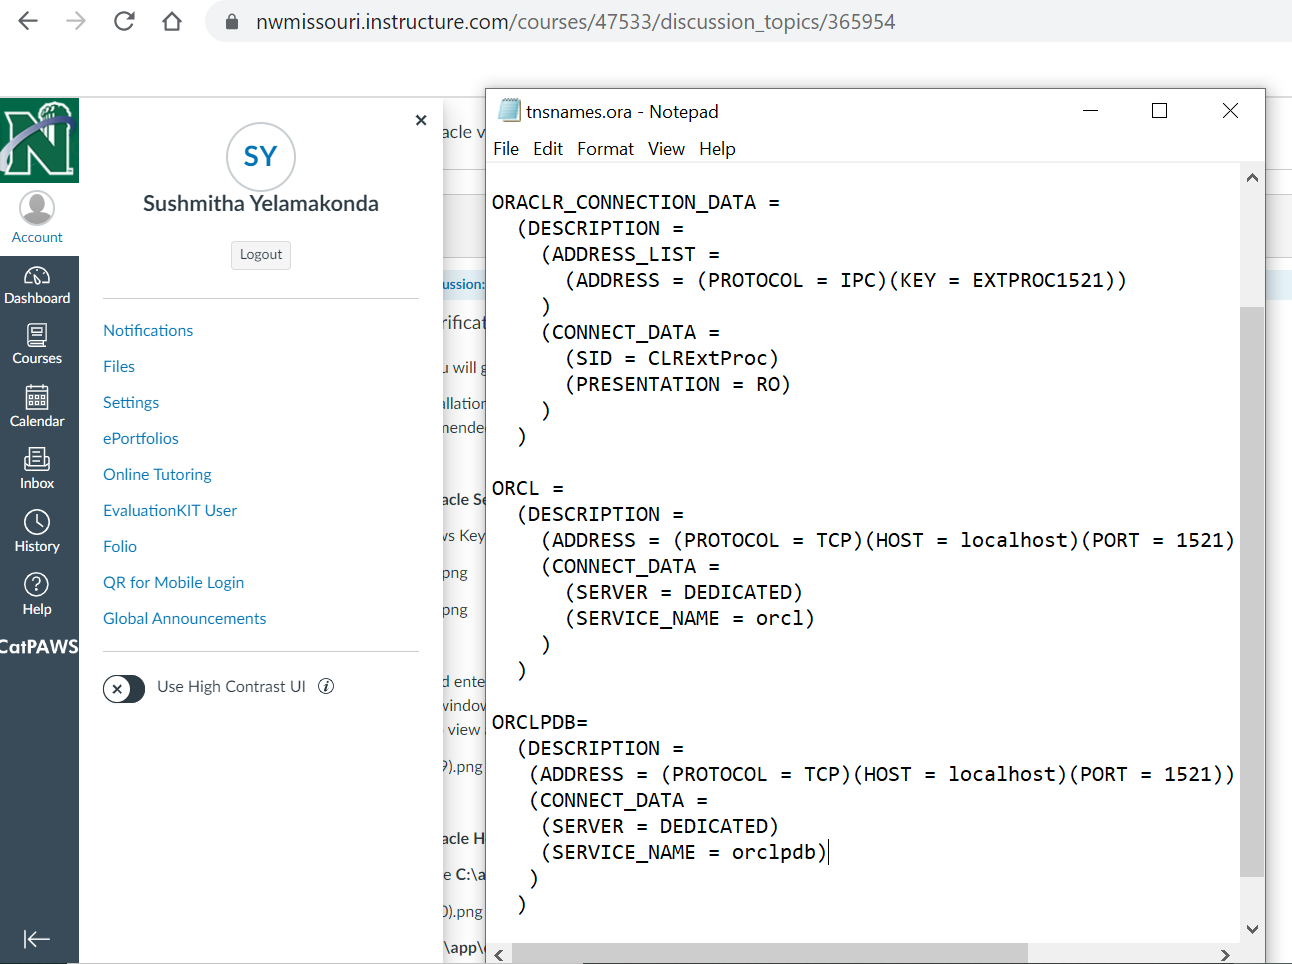 nwmissouri.instructure.com/courses/47533/discussion_topics/365954
N
Account
Dashboard
Courses
Calendar
Inbox
History
Help
CatPAWS
SY
Sushmitha Yelamakonda
Logout
Notifications
Files
Settings
ePortfolios
Online Tutoring
EvaluationKIT User
Folio
QR for Mobile Login
Global Announcements
Use High Contrast UI
acle v
ussion:
rificat
u will g
allation
mende
acle Se
vs Key
png
png
d ente
window
view
9).png
acle H
e C:\a
0).png
\app\
tnsnames.ora - Notepad
File Edit Format View Help
ORACLR_CONNECTION_DATA =
(DESCRIPTION =
(ADDRESS_LIST =
(ADDRESS = (PROTOCOL = IPC)(KEY = EXTPROC1521))
)
(CONNECT_DATA =
(SID = CLRExtProc)
(PRESENTATION = RO)
)
)
ORCL =
(DESCRIPTION =
(ADDRESS = (PROTOCOL = TCP)(HOST = localhost)(PORT = 1521)
(CONNECT_DATA =
(SERVER = DEDICATED)
(SERVICE_NAME = orcl)
)
)
ORCLPDB=
(DESCRIPTION =
(ADDRESS = (PROTOCOL = TCP)(HOST = localhost)(PORT = 1521))
(CONNECT_DATA =
(SERVER = DEDICATED)
(SERVICE_NAME = orclpdb)
)
)